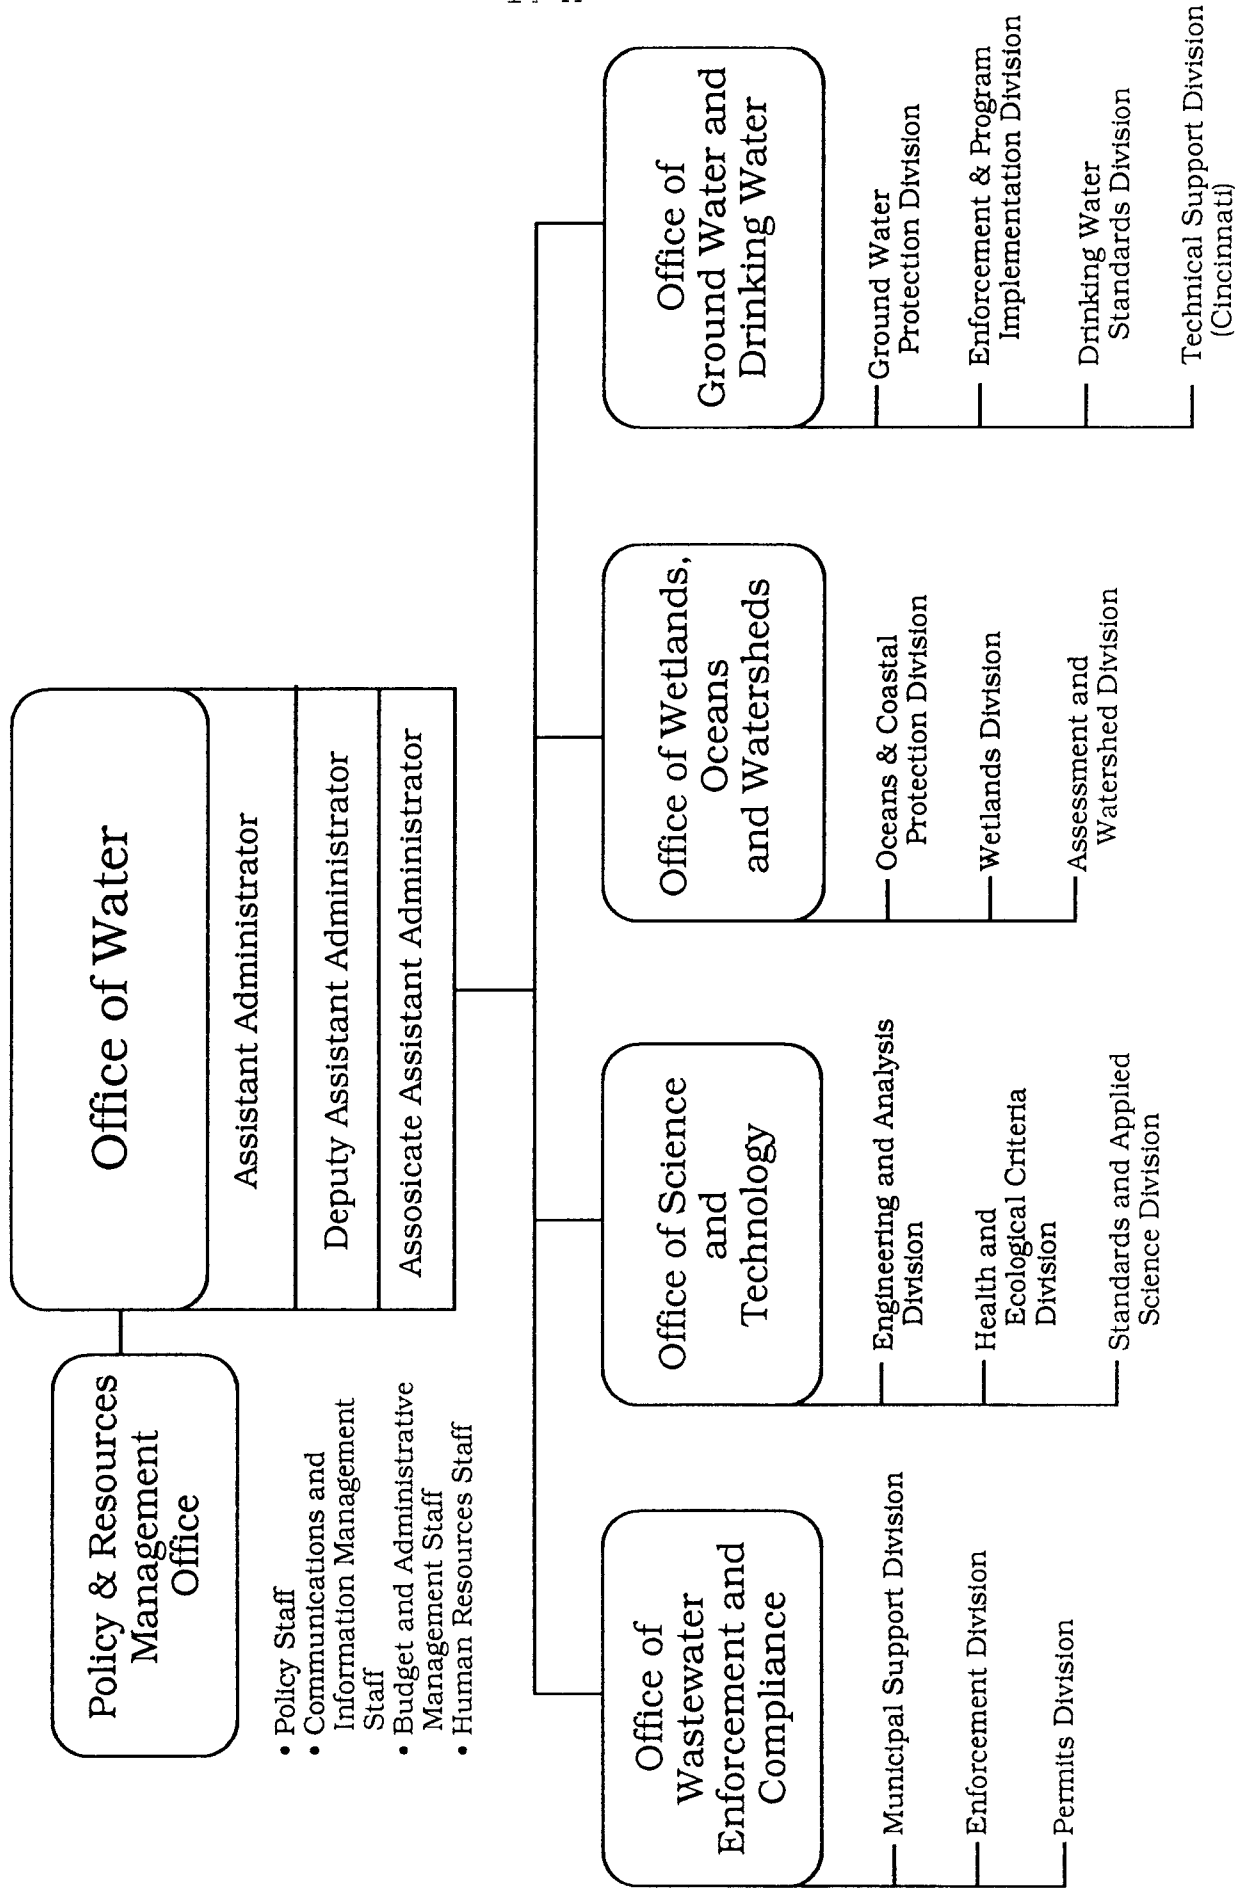 Office of Water
Assistant Administrator
Deputy Assistant Administrator
Assosicate Assistant Administrator
Policy & Resources
Management
Office
• Policy Staff
• Communications and
Information Management
Staff
• Budget and Administrative
Management Staff
• Human Resources Staff
Office of
Wastewater
Enforcement and
Compliance
Municipal Support Division
Enforcement Division
Permits Division
Office of Science
and
Technology
Engineering and Analysis
Division
Health and
Ecological Criteria
Division
Standards and Applied
Science Division
Office of Wetlands,
Oceans
and Watersheds
Oceans & Coastal
Protection Division
Wetlands Division
Assessment and
Watershed Division
Office of
Ground Water and
Drinking Water
Ground Water
Protection Division
Enforcement & Program
Implementation Division
Drinking Water
Standards Division
Technical Support Division
(Cincinnati)